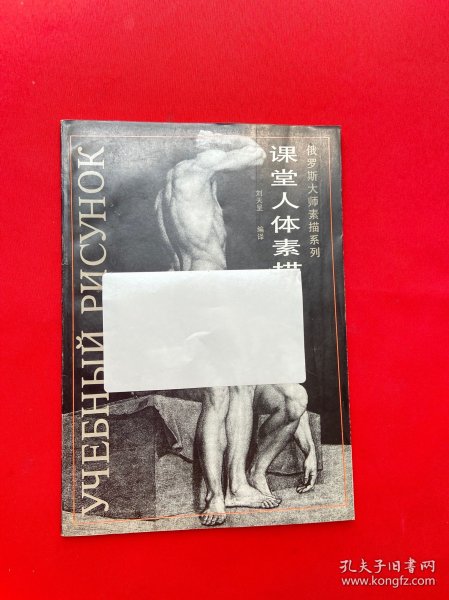 俄罗斯大师素描系列
课堂人体素描
刘天呈 编译
УЧЕБНЫЙ РИСУНОК
孔夫子旧书网
www.kongfz.com